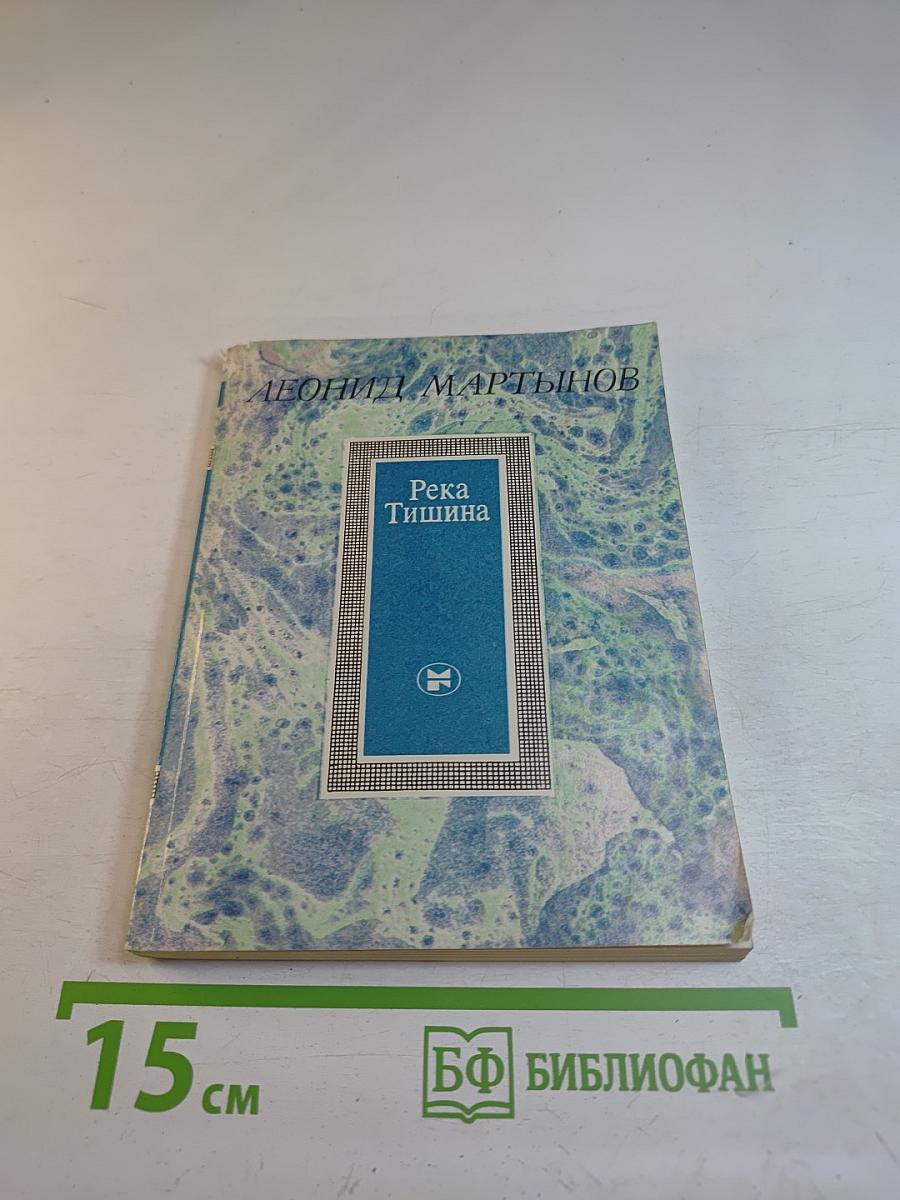 ЛЕОНИД МАРТЫНОВ
Река
Тишина
15 см
БФ БИБЛИОФАН